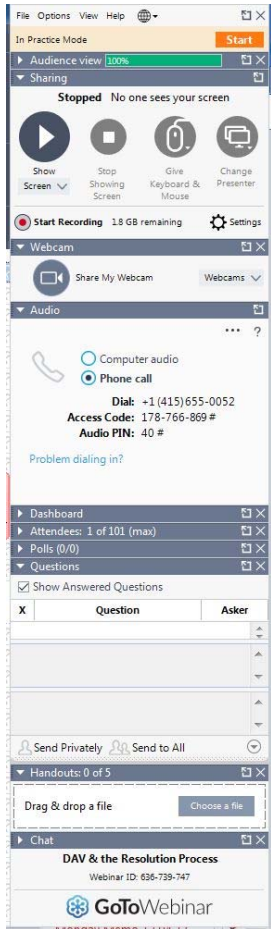 File Options View Help
In Practice Mode Start
Audience view 100%
Sharing
Stopped No one sees your screen
Show Screen
Stop Showing Screen
Give Keyboard & Mouse
Change Presenter
Start Recording 1.8 GB remaining Settings
Webcam
Share My Webcam Webcams
Audio
... ?
Computer audio
Phone call
Dial: +1 (415) 655-0052
Access Code: 178-766-869 #
Audio PIN: 40 #
Problem dialing in?
Dashboard
Attendees: 1 of 101 (max)
Polls (0/0)
Questions
Show Answered Questions
X Question Asker
Send Privately Send to All
Handouts: 0 of 5
Drag & drop a file Choose a file
Chat
DAV & the Resolution Process
Webinar ID: 636-739-747
GoToWebinar